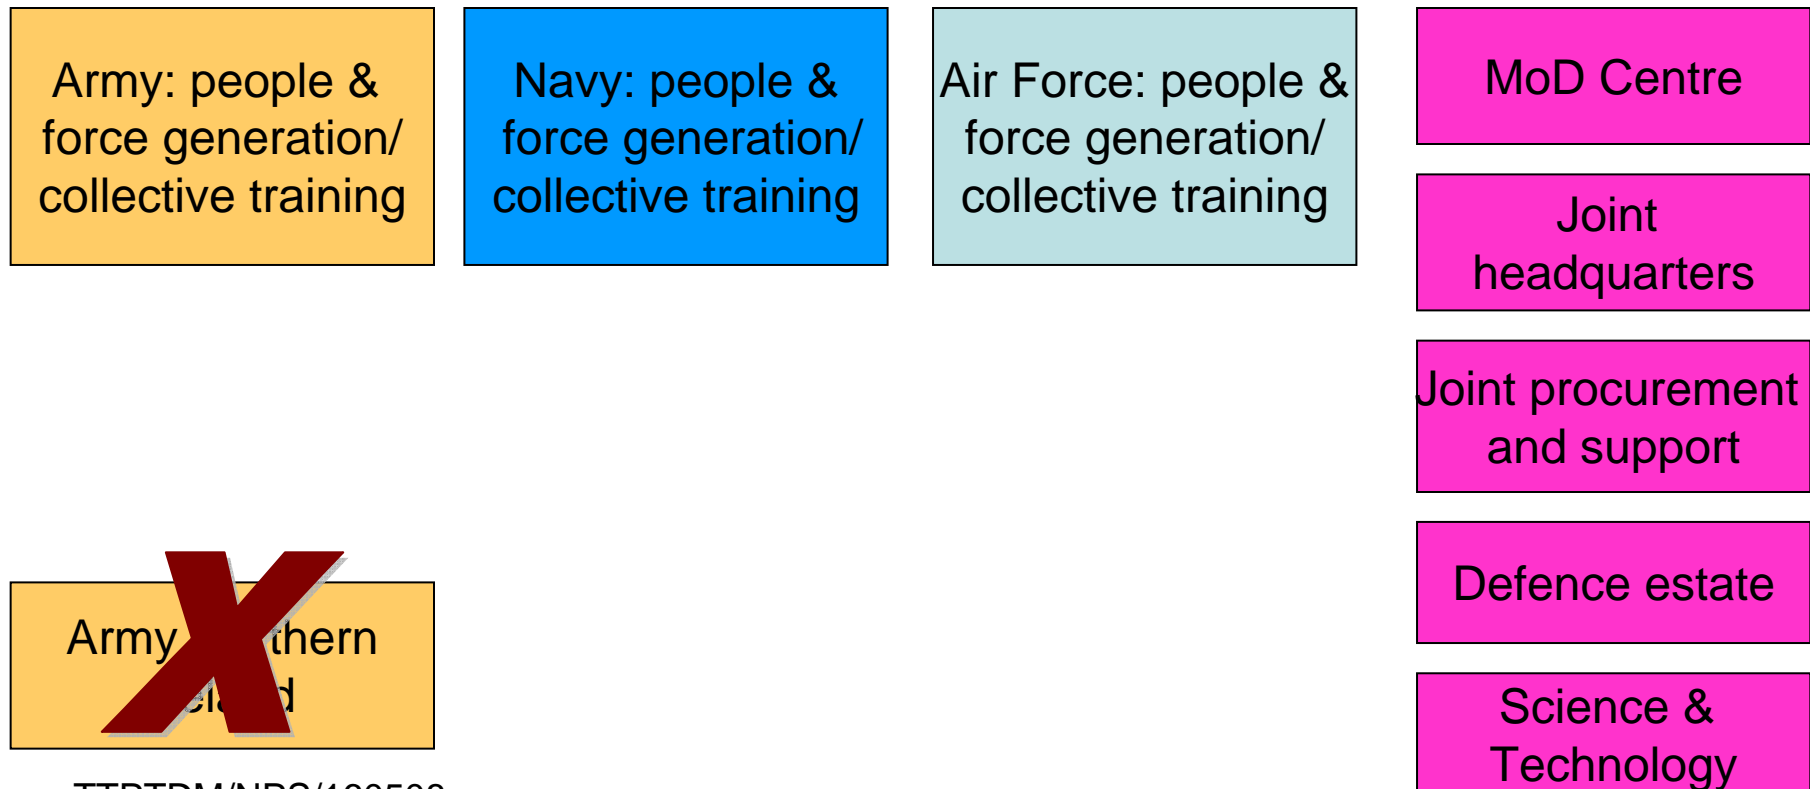 Army: people &
force generation/
collective training
Navy: people &
force generation/
collective training
Air Force: people &
force generation/
collective training
MoD Centre
Joint
headquarters
Joint procurement
and support
Defence estate
Science &
Technology
Army